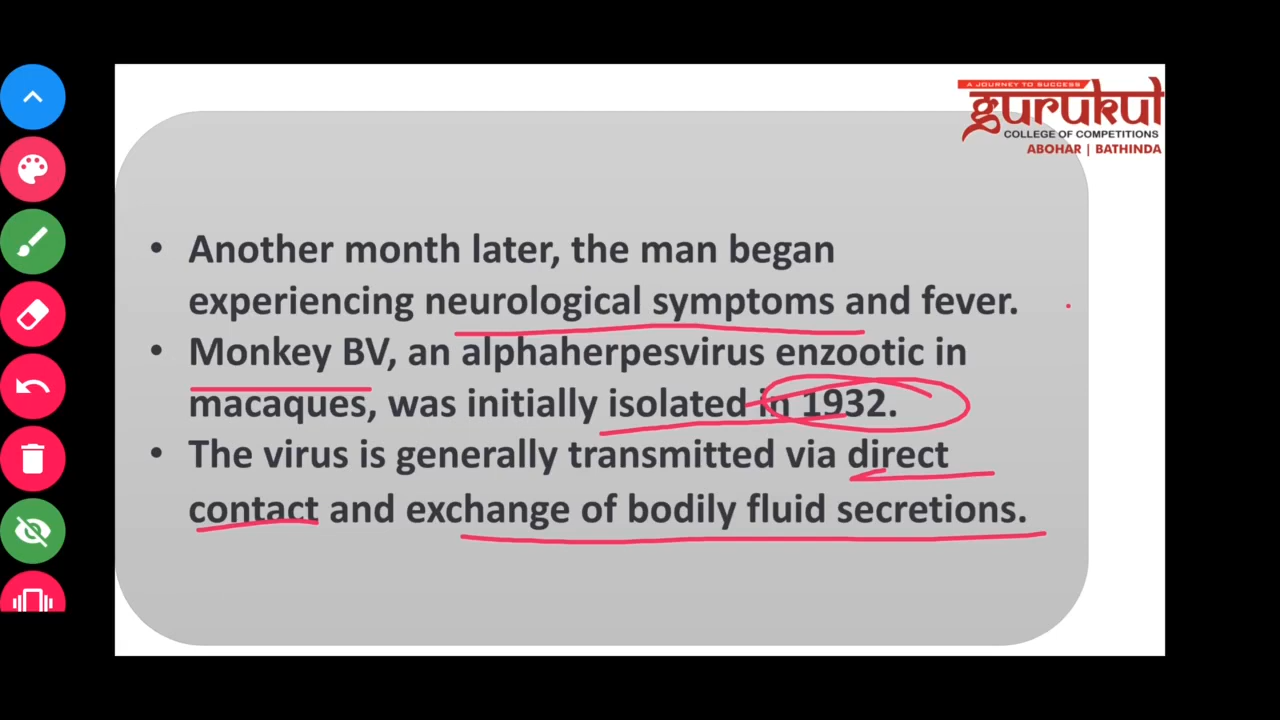 A JOURNEY TO SUCCESS
gurukul
COLLEGE OF COMPETITIONS
ABOHAR | BATHINDA
• Another month later, the man began
experiencing neurological symptoms and fever.
• Monkey BV, an alphaherpesvirus enzootic in
macaques, was initially isolated in 1932.
• The virus is generally transmitted via direct
contact and exchange of bodily fluid secretions.